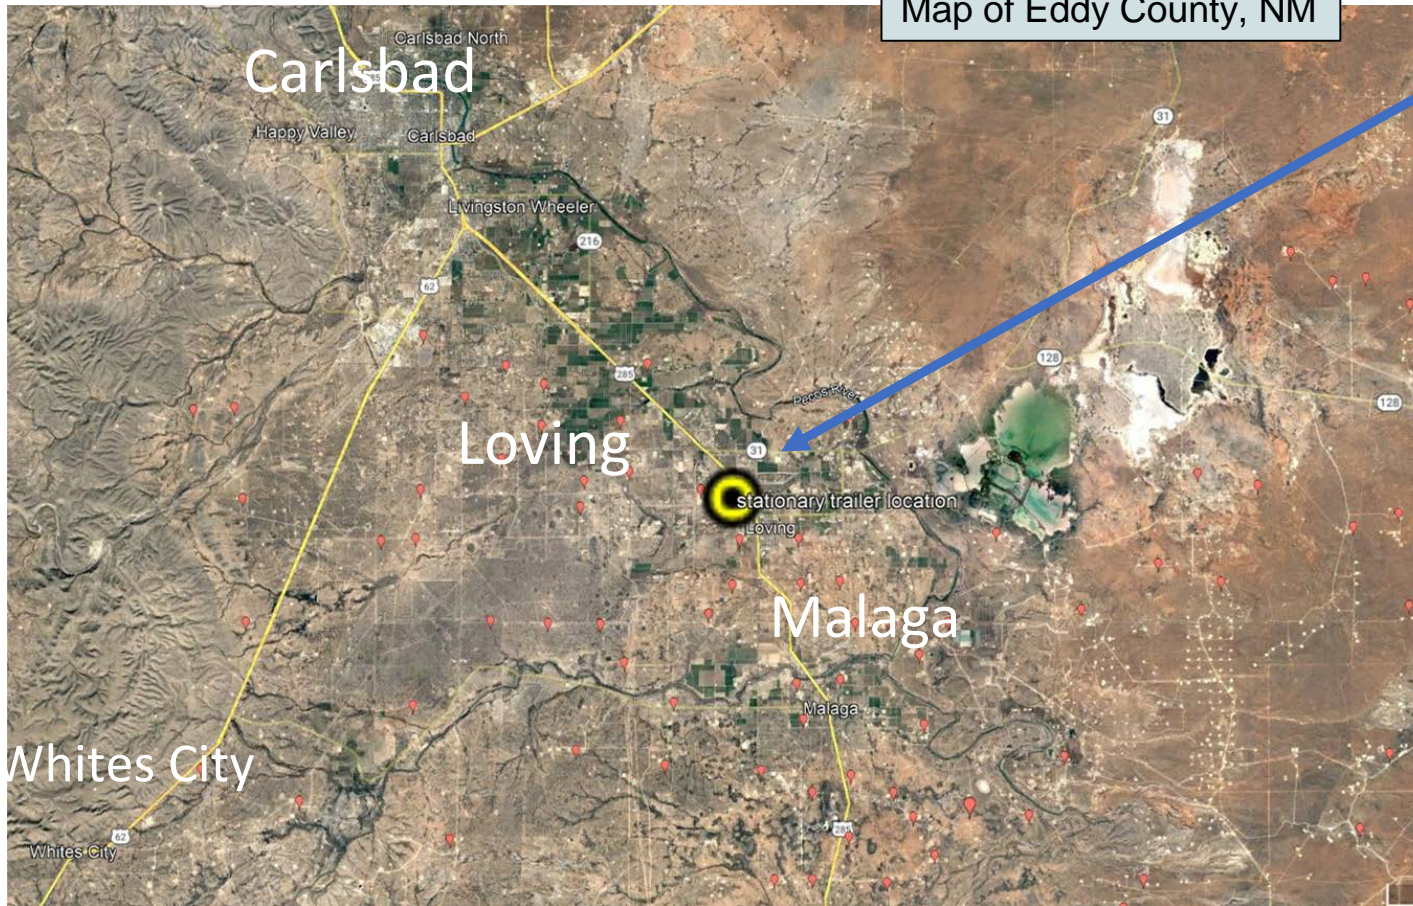 Map of Eddy County, NM
Carlsbad North
Carlsbad
31
Happy Valley
Carlsbad
Livingston Wheeler
216
62
128
285
Pecos River
128
Loving
31
stationary trailer location
Loving
Malaga
Malaga
Whites City
285
62
Whites City